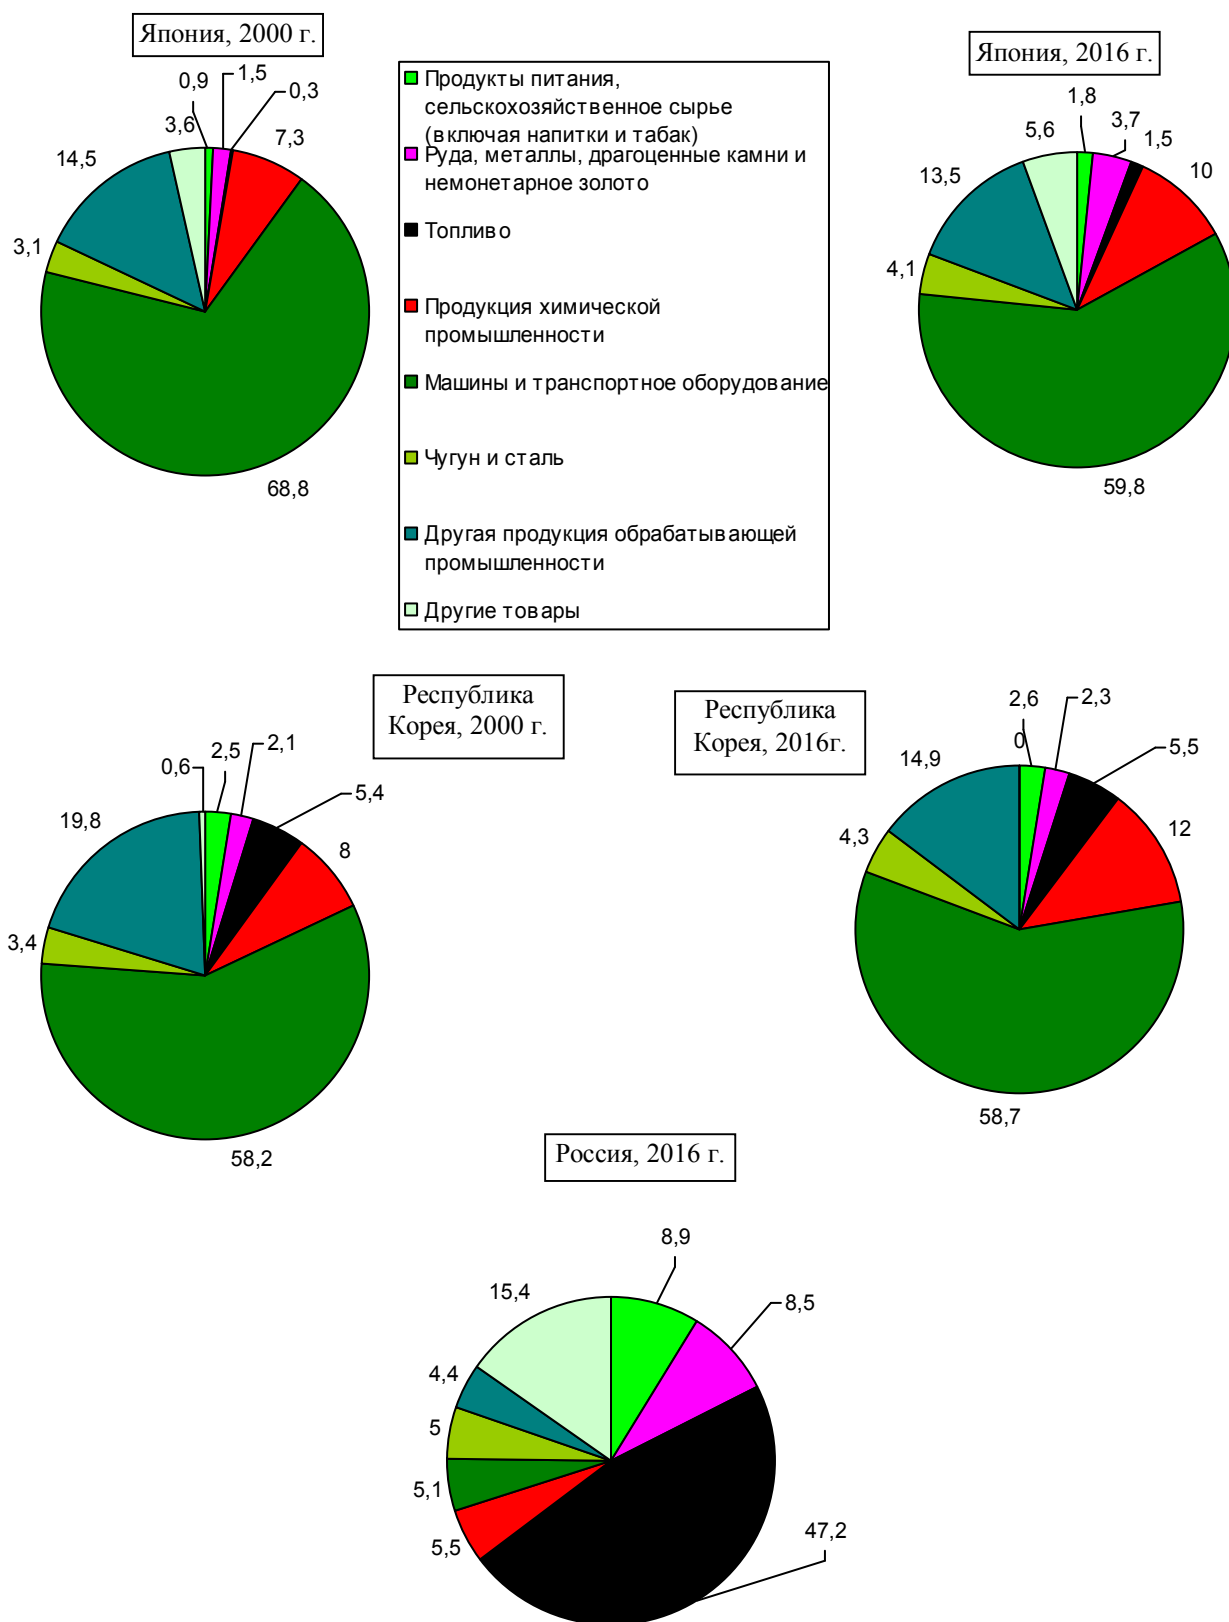 Япония, 2000 г.
0,9
1,5
0,3
3,6
7,3
14,5
3,1
68,8
Продукты питания,
сельскохозяйственное сырье
(включая напитки и табак)
Руда, металлы, драгоценные камни и
немонетарное золото
Топливо
Продукция химической
промышленности
Машины и транспортное оборудование
Чугун и сталь
Другая продукция обрабатывающей
промышленности
Другие товары
Япония, 2016 г.
1,8
3,7
1,5
5,6
10
13,5
4,1
59,8
Республика
Корея, 2000 г.
0,6
2,5
2,1
5,4
19,8
8
3,4
58,2
Республика
Корея, 2016г.
2,6
2,3
0
5,5
14,9
12
4,3
58,7
Россия, 2016 г.
8,9
8,5
15,4
4,4
5
5,1
5,5
47,2